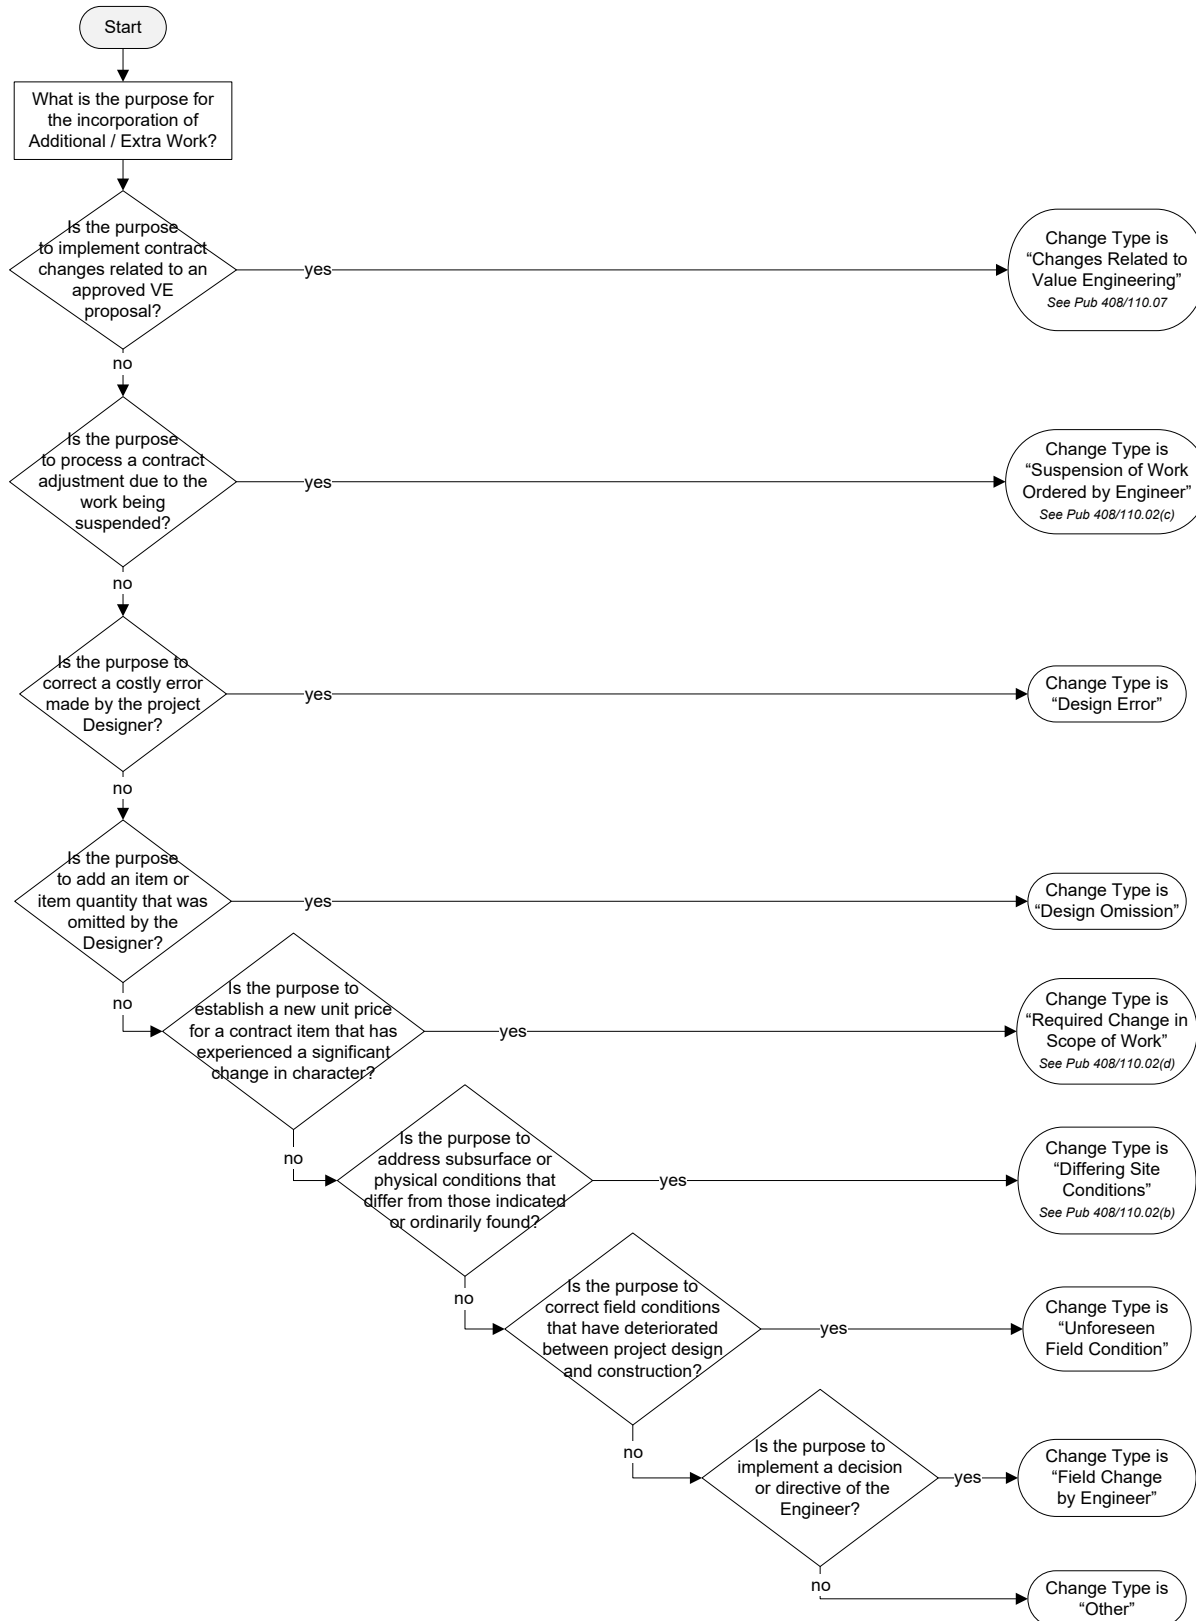 Start
What is the purpose for
the incorporation of
Additional / Extra Work?
Is the purpose
to implement contract
changes related to an
approved VE
proposal?
yes
Change Type is
“Changes Related to
Value Engineering”
See Pub 408/110.07
no
Is the purpose
to process a contract
adjustment due to the
work being
suspended?
yes
Change Type is
“Suspension of Work
Ordered by Engineer”
See Pub 408/110.02(c)
no
Is the purpose to
correct a costly error
made by the project
Designer?
yes
Change Type is
“Design Error”
no
Is the purpose
to add an item or
item quantity that was
omitted by the
Designer?
yes
Change Type is
“Design Omission”
no
Is the purpose to
establish a new unit price
for a contract item that has
experienced a significant
change in character?
yes
Change Type is
“Required Change in
Scope of Work”
See Pub 408/110.02(d)
no
Is the purpose to
address subsurface or
physical conditions that
differ from those indicated
or ordinarily found?
yes
Change Type is
“Differing Site
Conditions”
See Pub 408/110.02(b)
no
Is the purpose to
correct field conditions
that have deteriorated
between project design
and construction?
yes
Change Type is
“Unforeseen
Field Condition”
no
Is the purpose to
implement a decision
or directive of the
Engineer?
yes
Change Type is
“Field Change
by Engineer”
no
Change Type is
“Other”